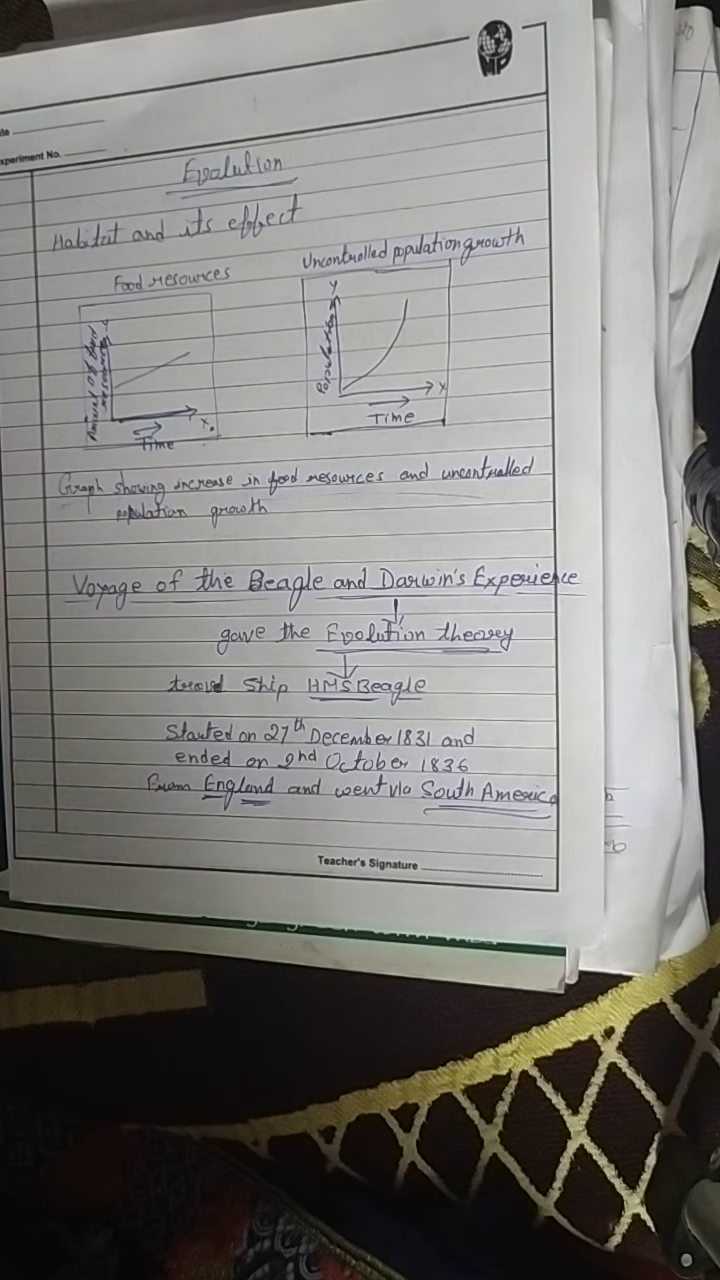 MP
te
xperiment No.
Evolution
Habitat and its effect
Food resources
Uncontrolled population growth
Y
Y
Population
X
X
Time
Time
Graph showing increase in food resources and uncontrolled
population growth
Voyage of the Beagle and Darwin's Experience
gave the Evolution theory
Ship HMS Beagle
Started on 27th December 1831 and
ended on 2nd October 1836
From England and went via South America
Teacher's Signature